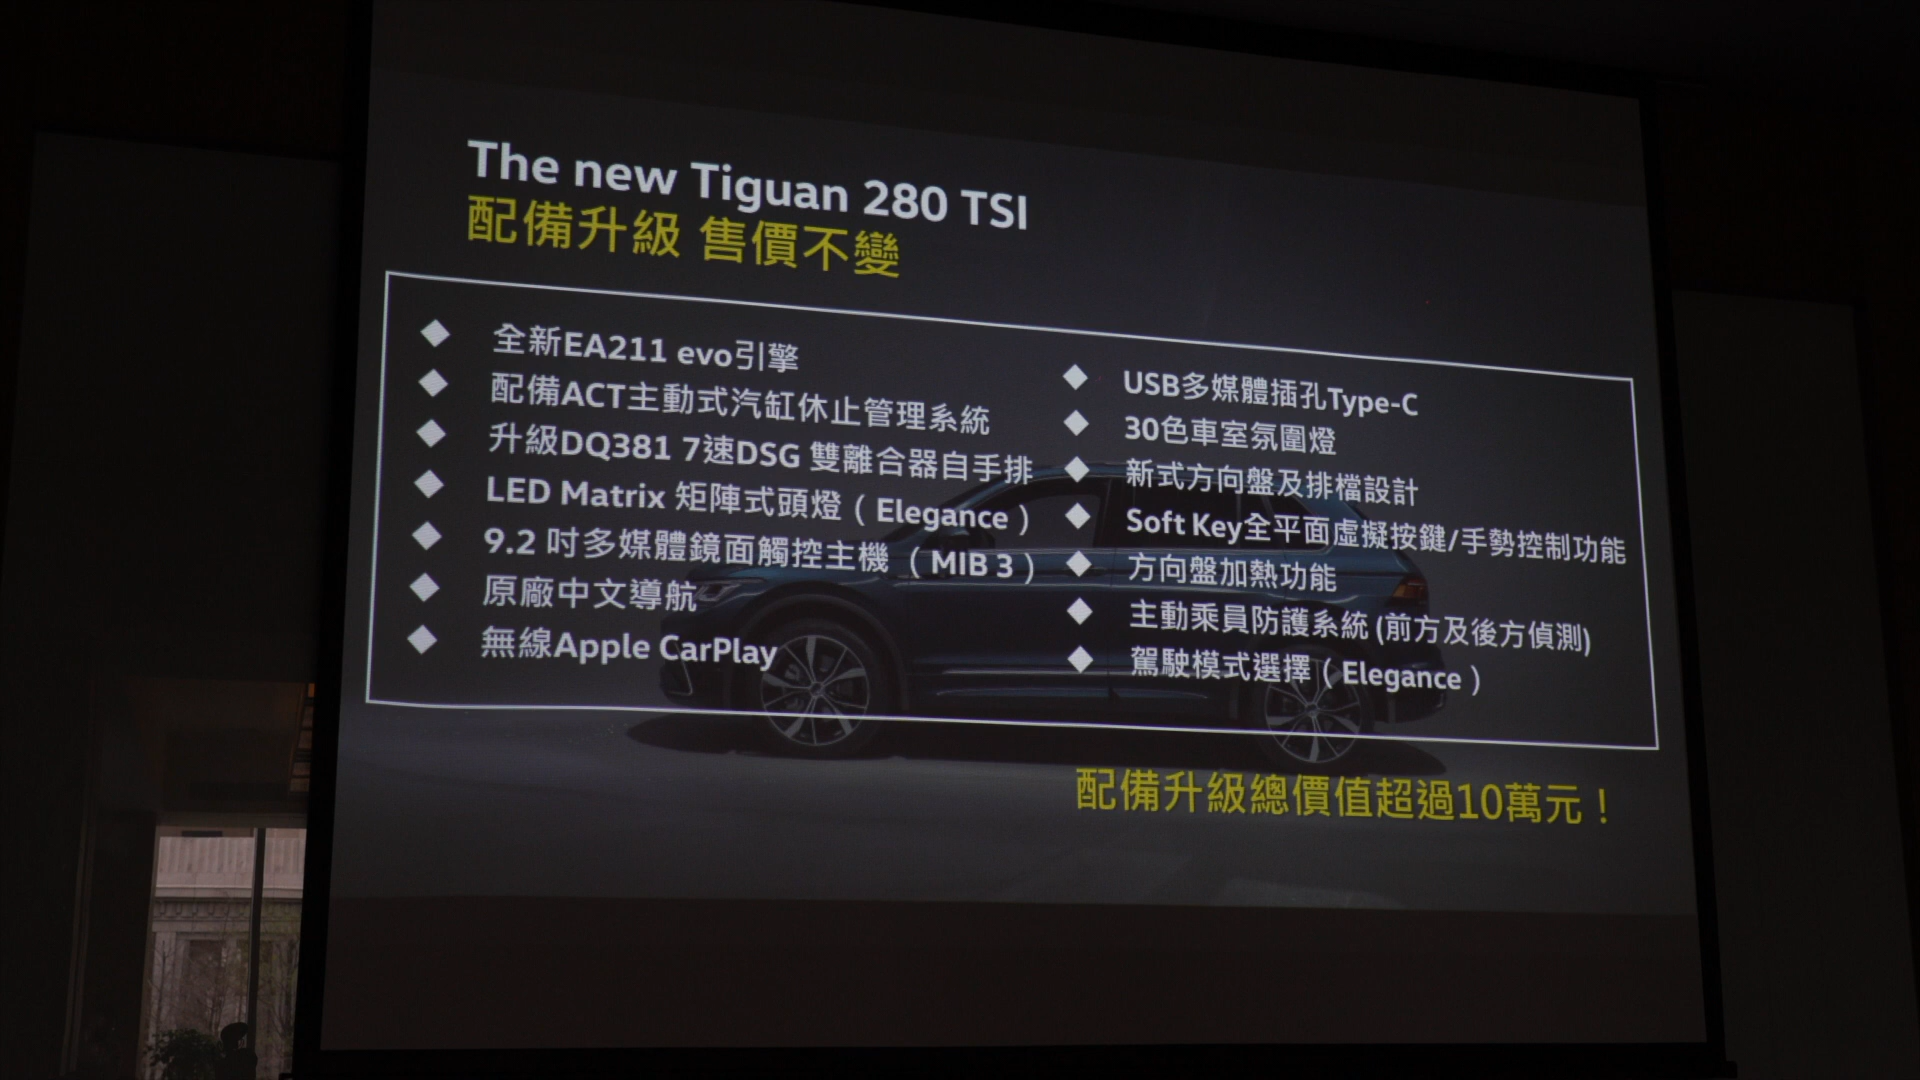 The new Tiguan 280 TSI
配備升級 售價不變
全新EA211 evo引擎
配備ACT主動式汽缸休止管理系統
升級DQ381 7速DSG 雙離合器自手排
LED Matrix 矩陣式頭燈（Elegance）
9.2 吋多媒體鏡面觸控主機 （MIB 3）
原廠中文導航
無線Apple CarPlay
USB多媒體插孔Type-C
30色車室氛圍燈
新式方向盤及排檔設計
Soft Key全平面虛擬按鍵/手勢控制功能
方向盤加熱功能
主動乘員防護系統 (前方及後方偵測)
駕駛模式選擇（Elegance）
配備升級總價值超過10萬元！